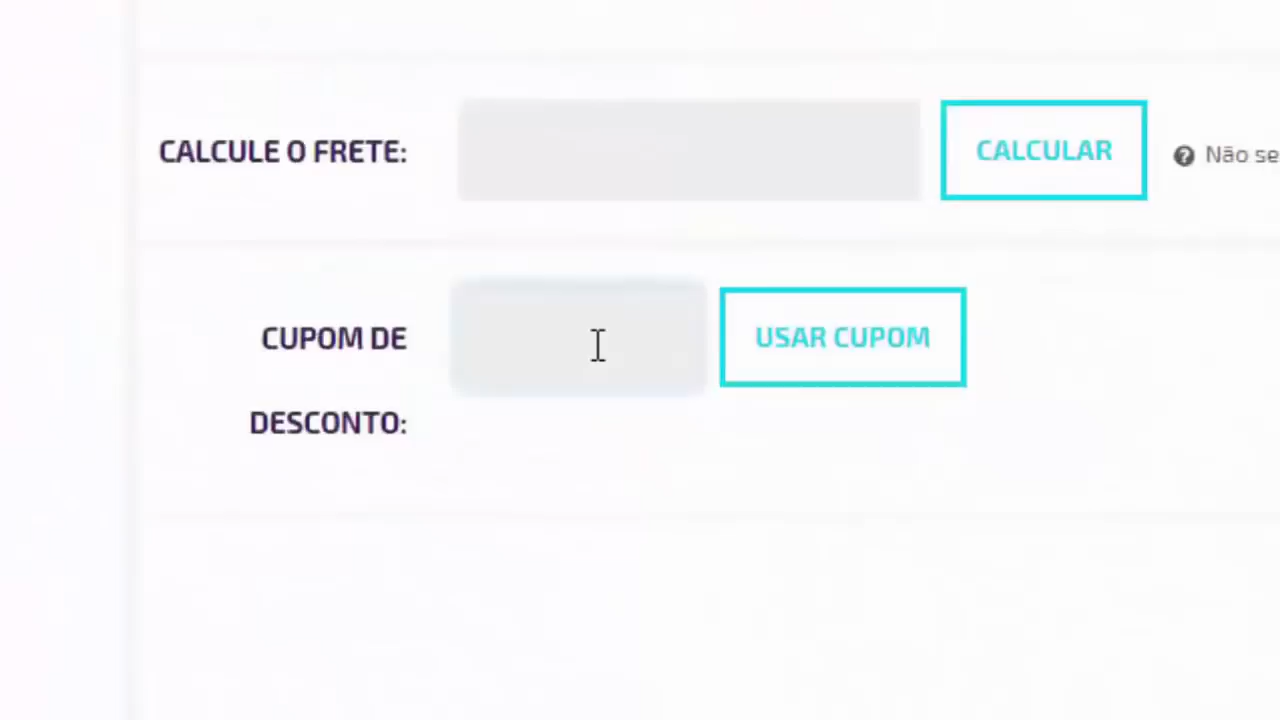 CALCULE O FRETE:
CALCULAR
Não se
CUPOM DE
DESCONTO:
USAR CUPOM